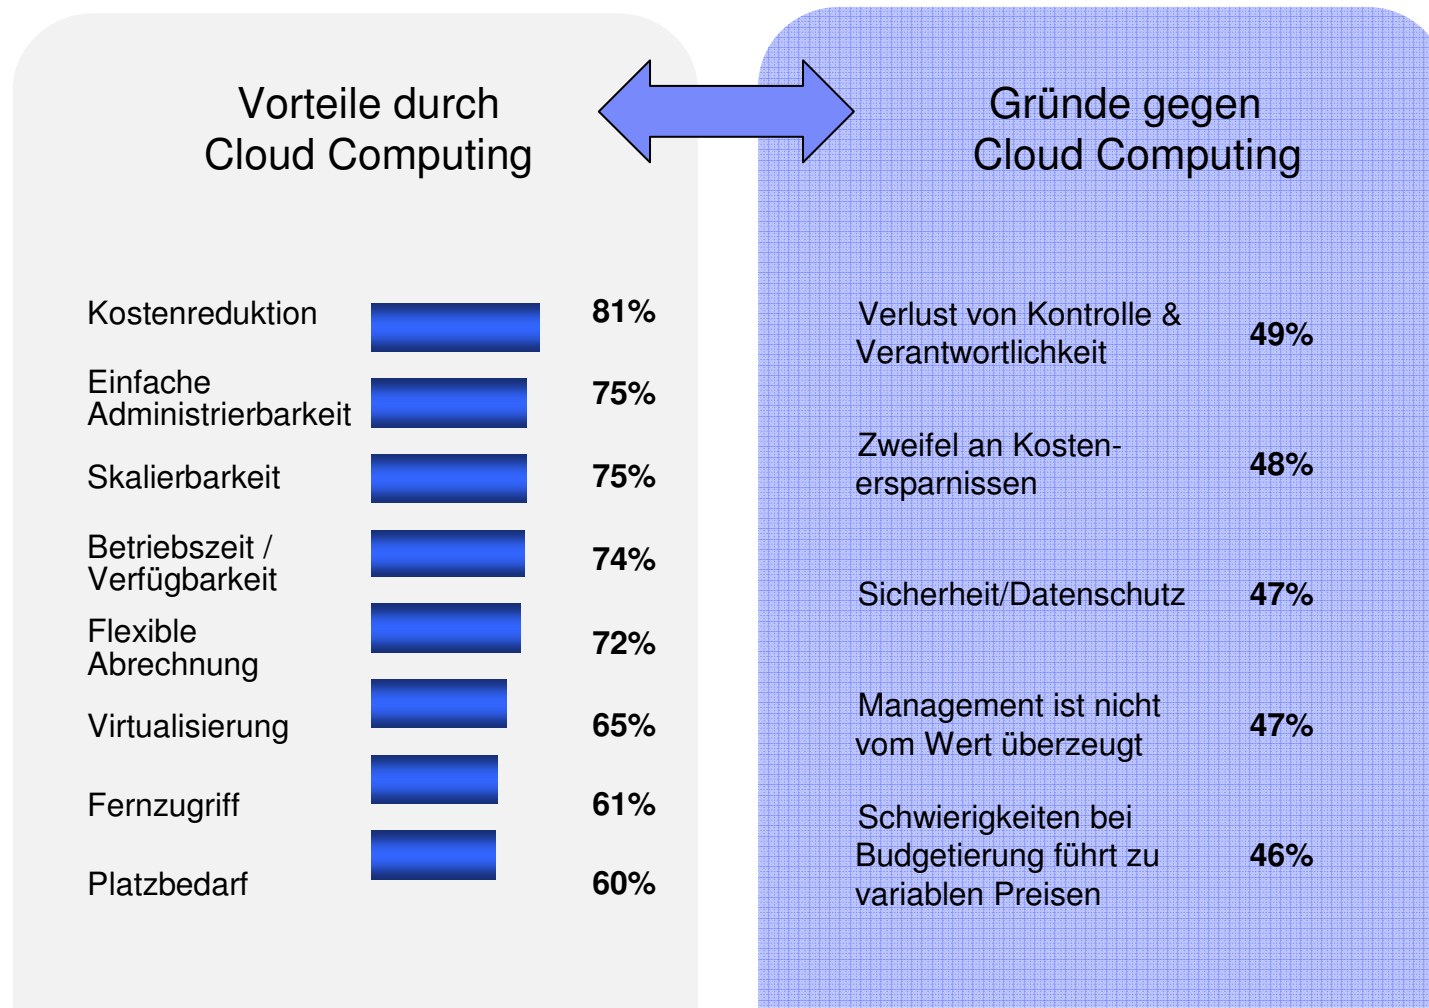 Vorteile durch
Cloud Computing
Kostenreduktion 81%
Einfache
Administrierbarkeit 75%
Skalierbarkeit 75%
Betriebszeit /
Verfügbarkeit 74%
Flexible
Abrechnung 72%
Virtualisierung 65%
Fernzugriff 61%
Platzbedarf 60%
Gründe gegen
Cloud Computing
Verlust von Kontrolle &
Verantwortlichkeit 49%
Zweifel an Kosten-
ersparnissen 48%
Sicherheit/Datenschutz 47%
Management ist nicht
vom Wert überzeugt 47%
Schwierigkeiten bei
Budgetierung führt zu 46%
variablen Preisen